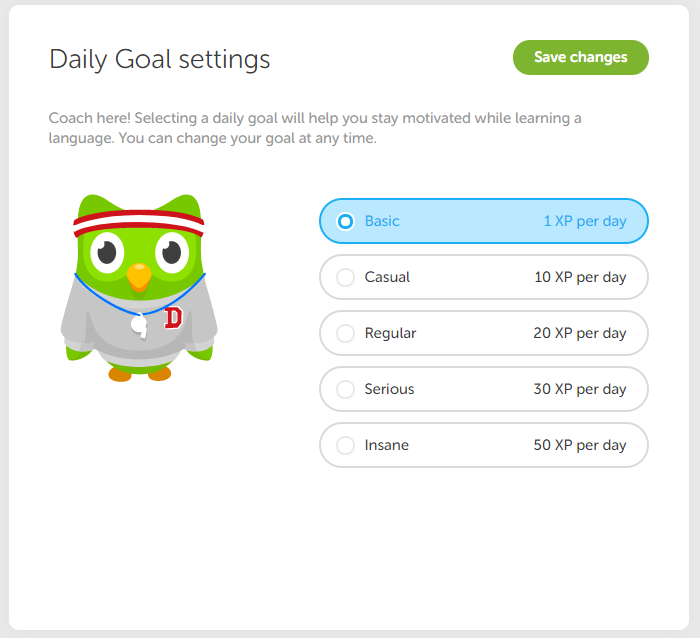 Daily Goal settings
Save changes
Coach here! Selecting a daily goal will help you stay motivated while learning a
language. You can change your goal at any time.
Basic 1 XP per day
Casual 10 XP per day
Regular 20 XP per day
Serious 30 XP per day
Insane 50 XP per day
D